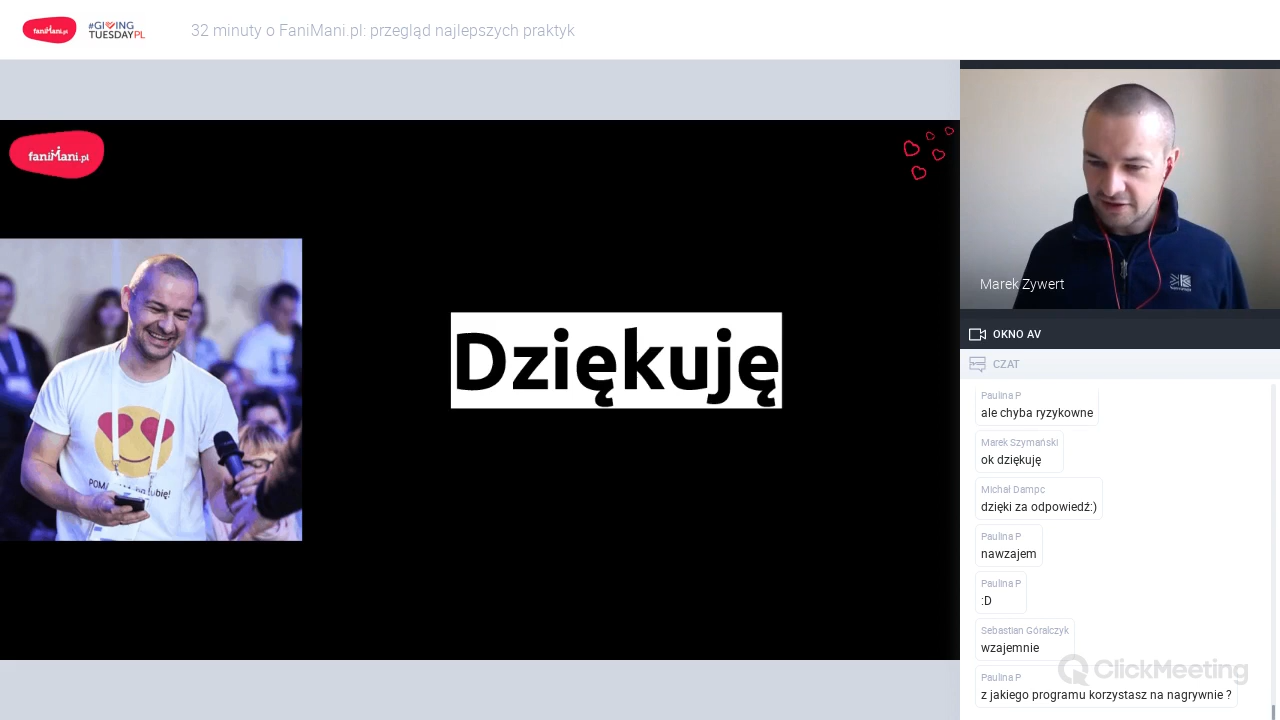 faniMani.pl
#GIVING
TUESDAYPL
32 minuty o FaniMani.pl: przegląd najlepszych praktyk
faniMani.pl
Dziękuję
Marek Zywert
OKNO AV
CZAT
Paulina P
ale chyba ryzykowne
Marek Szymański
ok dziękuję
Michał Dampc
dzięki za odpowiedź:)
Paulina P
nawzajem
Paulina P
:D
Sebastian Góralczyk
wzajemnie
ClickMeeting
Paulina P
z jakiego programu korzystasz na nagrywnie ?